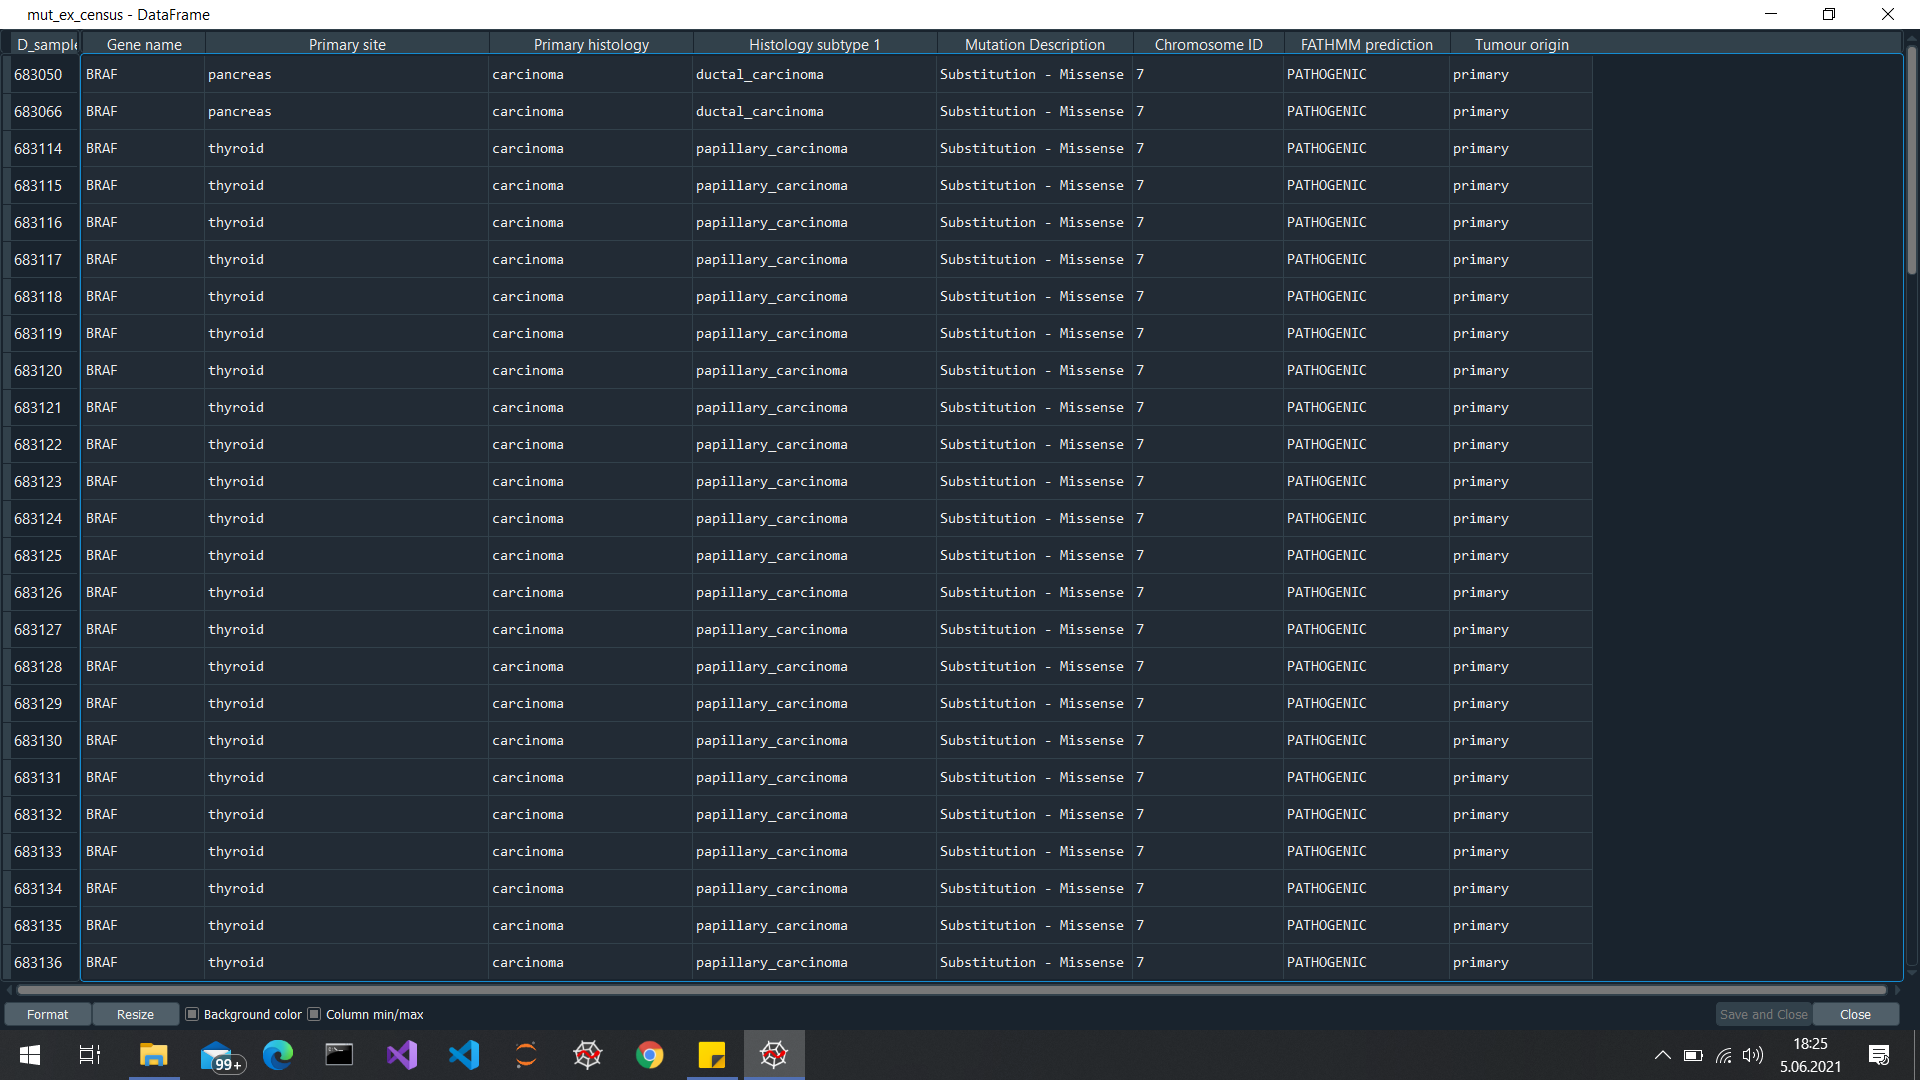 mut_ex_census - DataFrame
D_sample Gene name Primary site Primary histology Histology subtype 1 Mutation Description Chromosome ID FATHMM prediction Tumour origin
683050 BRAF pancreas carcinoma ductal_carcinoma Substitution - Missense 7 PATHOGENIC primary
683066 BRAF pancreas carcinoma ductal_carcinoma Substitution - Missense 7 PATHOGENIC primary
683114 BRAF thyroid carcinoma papillary_carcinoma Substitution - Missense 7 PATHOGENIC primary
683115 BRAF thyroid carcinoma papillary_carcinoma Substitution - Missense 7 PATHOGENIC primary
683116 BRAF thyroid carcinoma papillary_carcinoma Substitution - Missense 7 PATHOGENIC primary
683117 BRAF thyroid carcinoma papillary_carcinoma Substitution - Missense 7 PATHOGENIC primary
683118 BRAF thyroid carcinoma papillary_carcinoma Substitution - Missense 7 PATHOGENIC primary
683119 BRAF thyroid carcinoma papillary_carcinoma Substitution - Missense 7 PATHOGENIC primary
683120 BRAF thyroid carcinoma papillary_carcinoma Substitution - Missense 7 PATHOGENIC primary
683121 BRAF thyroid carcinoma papillary_carcinoma Substitution - Missense 7 PATHOGENIC primary
683122 BRAF thyroid carcinoma papillary_carcinoma Substitution - Missense 7 PATHOGENIC primary
683123 BRAF thyroid carcinoma papillary_carcinoma Substitution - Missense 7 PATHOGENIC primary
683124 BRAF thyroid carcinoma papillary_carcinoma Substitution - Missense 7 PATHOGENIC primary
683125 BRAF thyroid carcinoma papillary_carcinoma Substitution - Missense 7 PATHOGENIC primary
683126 BRAF thyroid carcinoma papillary_carcinoma Substitution - Missense 7 PATHOGENIC primary
683127 BRAF thyroid carcinoma papillary_carcinoma Substitution - Missense 7 PATHOGENIC primary
683128 BRAF thyroid carcinoma papillary_carcinoma Substitution - Missense 7 PATHOGENIC primary
683129 BRAF thyroid carcinoma papillary_carcinoma Substitution - Missense 7 PATHOGENIC primary
683130 BRAF thyroid carcinoma papillary_carcinoma Substitution - Missense 7 PATHOGENIC primary
683131 BRAF thyroid carcinoma papillary_carcinoma Substitution - Missense 7 PATHOGENIC primary
683132 BRAF thyroid carcinoma papillary_carcinoma Substitution - Missense 7 PATHOGENIC primary
683133 BRAF thyroid carcinoma papillary_carcinoma Substitution - Missense 7 PATHOGENIC primary
683134 BRAF thyroid carcinoma papillary_carcinoma Substitution - Missense 7 PATHOGENIC primary
683135 BRAF thyroid carcinoma papillary_carcinoma Substitution - Missense 7 PATHOGENIC primary
683136 BRAF thyroid carcinoma papillary_carcinoma Substitution - Missense 7 PATHOGENIC primary
Format Resize Background color Column min/max Save and Close Close
99+
18:25
5.06.2021